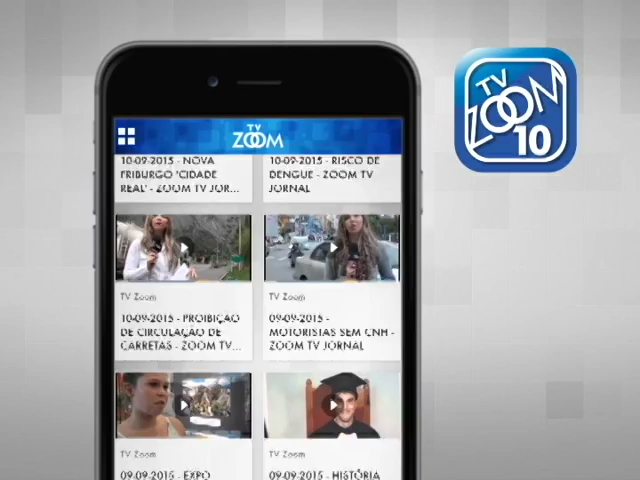 TV
ZOOM
10-09-2015 - NOVA
FRIBURGO 'CIDADE
REAL' - ZOOM TV JOR...
10-09-2015 - RISCO DE
DENGUE - ZOOM TV
JORNAL
TV Zoom
10-09-2015 - PROIBIÇÃO
DE CIRCULAÇÃO DE
CARRETAS - ZOOM TV...
TV Zoom
09-09-2015 -
MOTORISTAS SEM CNH -
ZOOM TV JORNAL
TV Zoom
09-09-2015 - EXPO
TV Zoom
09-09-2015 - HISTÓRIA
TV
ZOOM
10